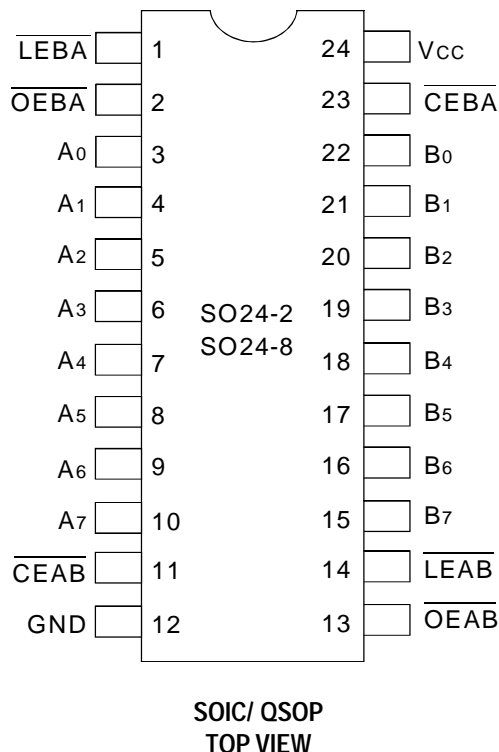 LEBA 1 24 VCC
OEBA 2 23 CEBA
A0 3 22 B0
A1 4 21 B1
A2 5 20 B2
A3 6 SO24-2 19 B3
SO24-8
A4 7 18 B4
A5 8 17 B5
A6 9 16 B6
A7 10 15 B7
CEAB 11 14 LEAB
GND 12 13 OEAB
SOIC/ QSOP
TOP VIEW